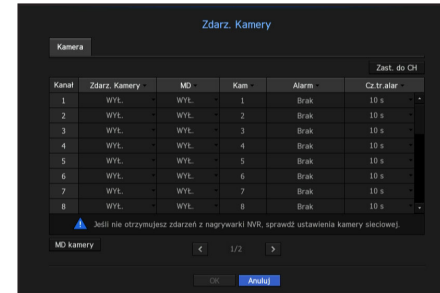 Zdarz. Kamery
Kamera
Zast. do CH
Kanał Zdarz. Kamery MD Kam Alarm Cz.tr.alar
1 WYŁ. WYŁ. 1 Brak 10 s
2 WYŁ. WYŁ. 2 Brak 10 s
3 WYŁ. WYŁ. 3 Brak 10 s
4 WYŁ. WYŁ. 4 Brak 10 s
5 WYŁ. WYŁ. 5 Brak 10 s
6 WYŁ. WYŁ. 6 Brak 10 s
7 WYŁ. WYŁ. 7 Brak 10 s
8 WYŁ. WYŁ. 8 Brak 10 s
Jeśli nie otrzymujesz zdarzeń z nagrywarki NVR, sprawdź ustawienia kamery sieciowej.
MD kamery < 1/2 >
OK Anuluj